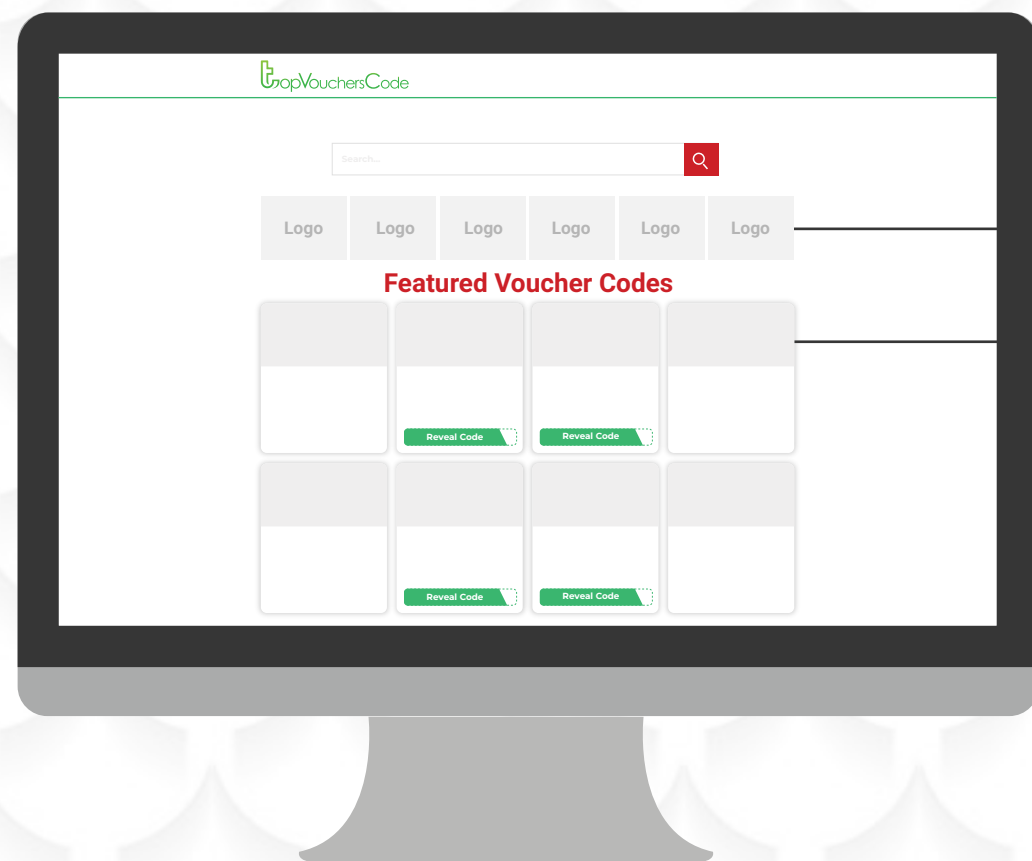 topVouchersCode
Search...
Logo Logo Logo Logo Logo Logo
Featured Voucher Codes
Reveal Code Reveal Code
Reveal Code Reveal Code